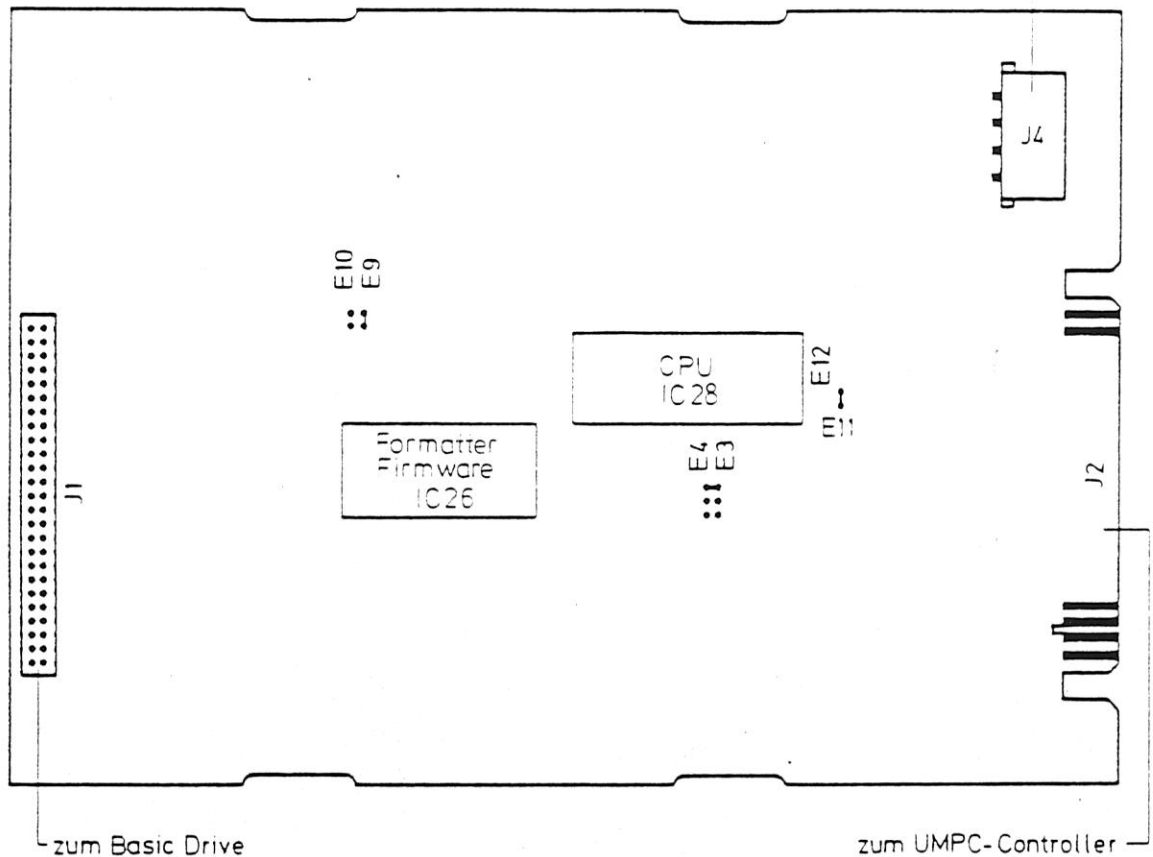 J4
E10
E9
CPU
IC28
E12
E11
Formatter
Firmware
IC26
E4
E3
J1
J2
zum Basic Drive
zum UMPC-Controller